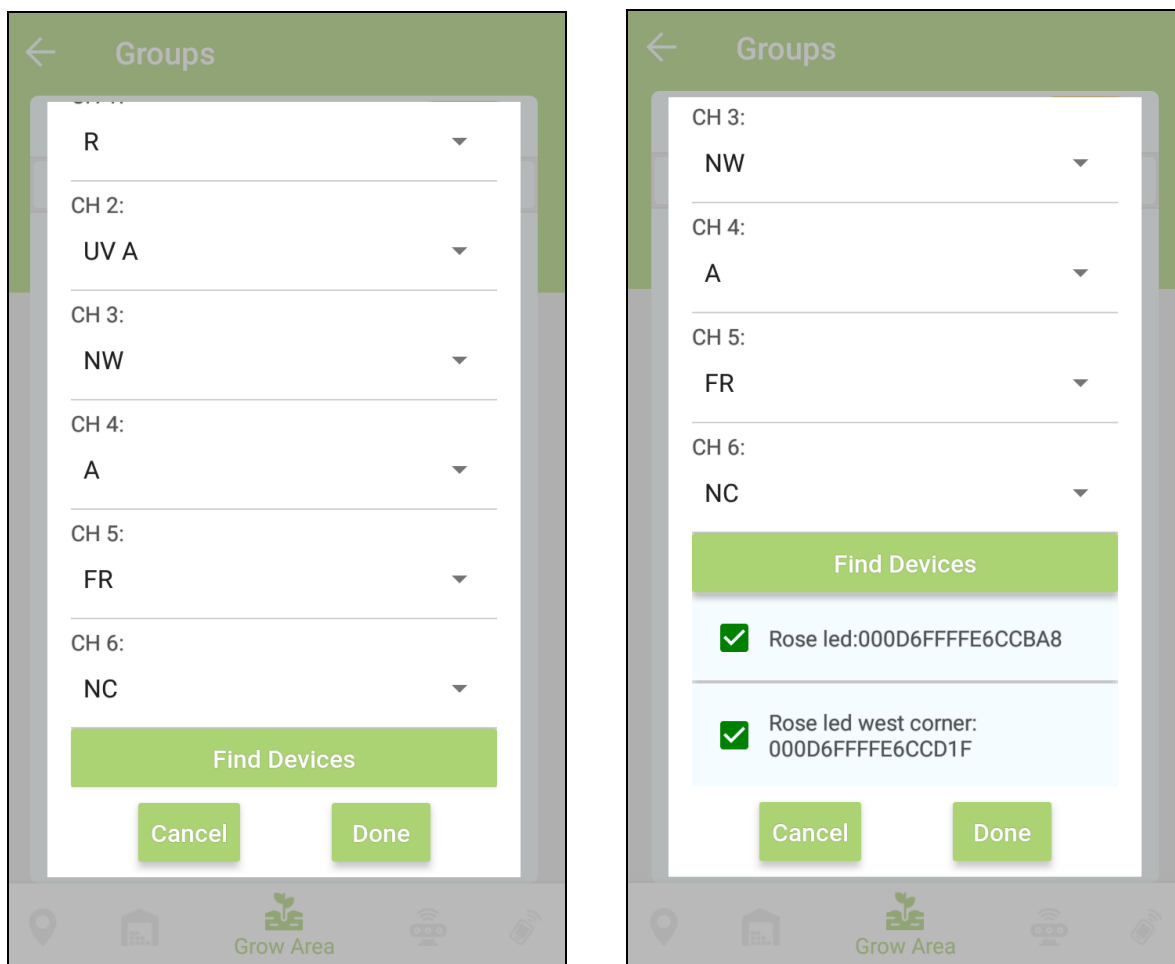 Groups
R
CH 2:
UV A
CH 3:
NW
CH 4:
A
CH 5:
FR
CH 6:
NC
Find Devices
Cancel Done
Grow Area
Groups
CH 3:
NW
CH 4:
A
CH 5:
FR
CH 6:
NC
Find Devices
Rose led:000D6FFFFE6CCBA8
Rose led west corner:
000D6FFFFE6CCD1F
Cancel Done
Grow Area